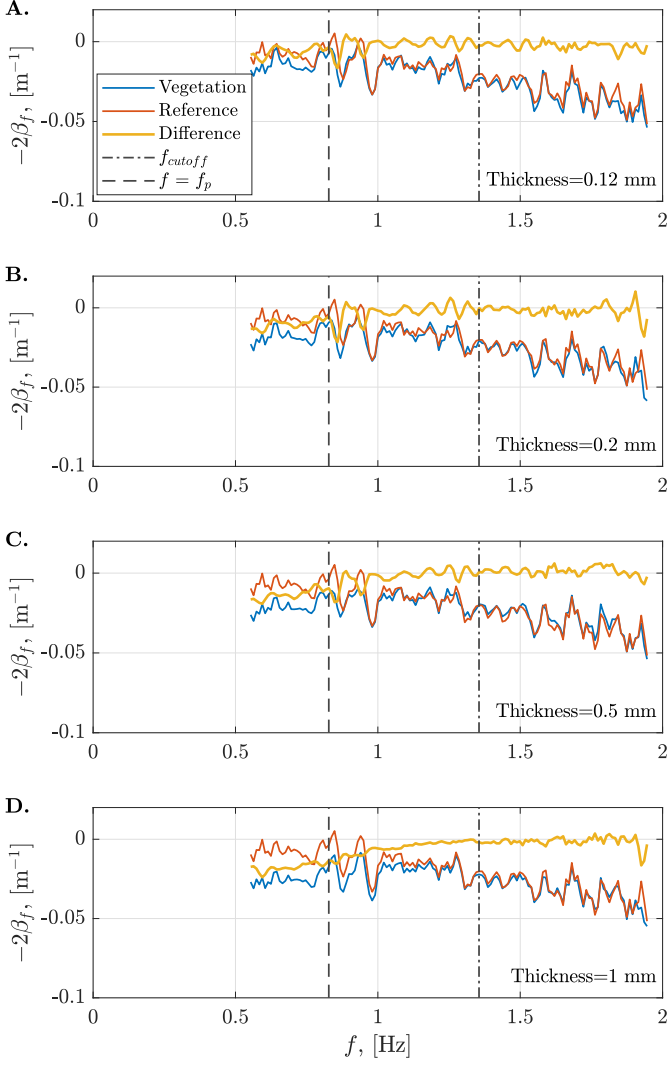 A.
0
-0.05
-0.1
−2β_f, [m⁻¹]
Vegetation
Reference
Difference
f_cutoff
f = f_p
Thickness=0.12 mm
0 0.5 1 1.5 2
B.
0
-0.05
-0.1
−2β_f, [m⁻¹]
Thickness=0.2 mm
0 0.5 1 1.5 2
C.
0
-0.05
-0.1
−2β_f, [m⁻¹]
Thickness=0.5 mm
0 0.5 1 1.5 2
D.
0
-0.05
-0.1
−2β_f, [m⁻¹]
Thickness=1 mm
0 0.5 1 1.5 2
f, [Hz]